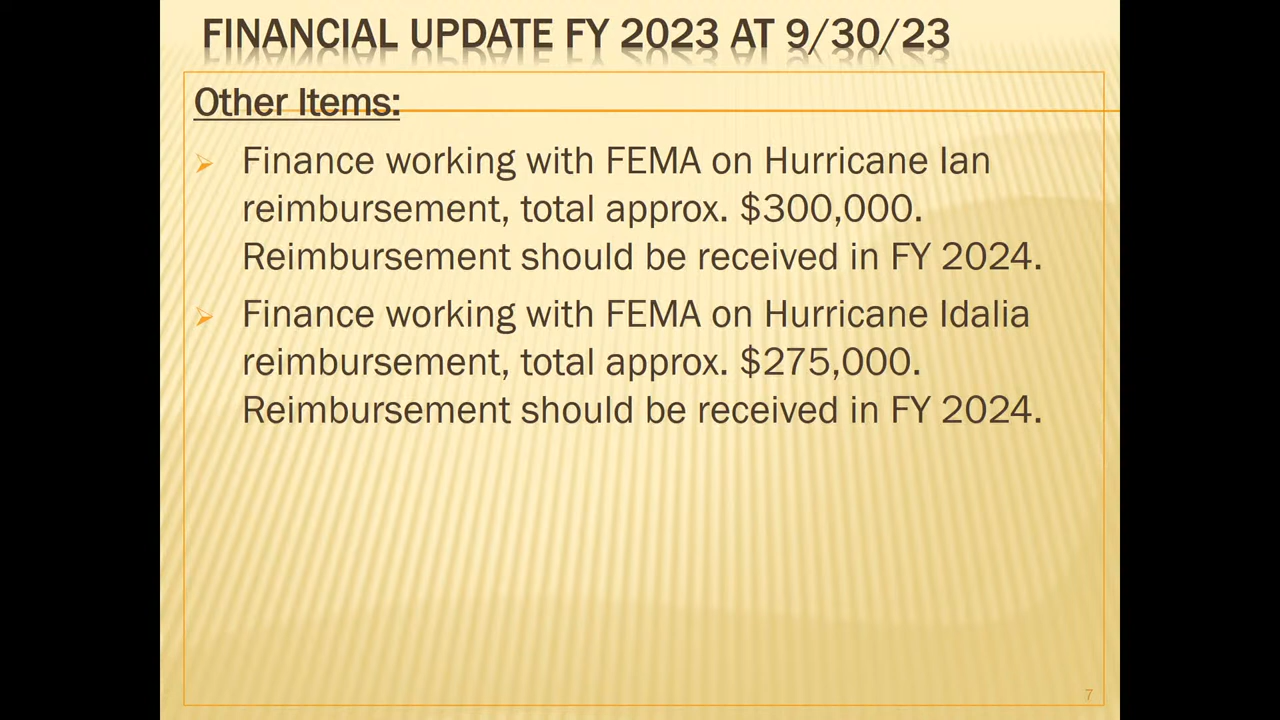 FINANCIAL UPDATE FY 2023 AT 9/30/23
Other Items:
Finance working with FEMA on Hurricane Ian
reimbursement, total approx. $300,000.
Reimbursement should be received in FY 2024.
Finance working with FEMA on Hurricane Idalia
reimbursement, total approx. $275,000.
Reimbursement should be received in FY 2024.
7